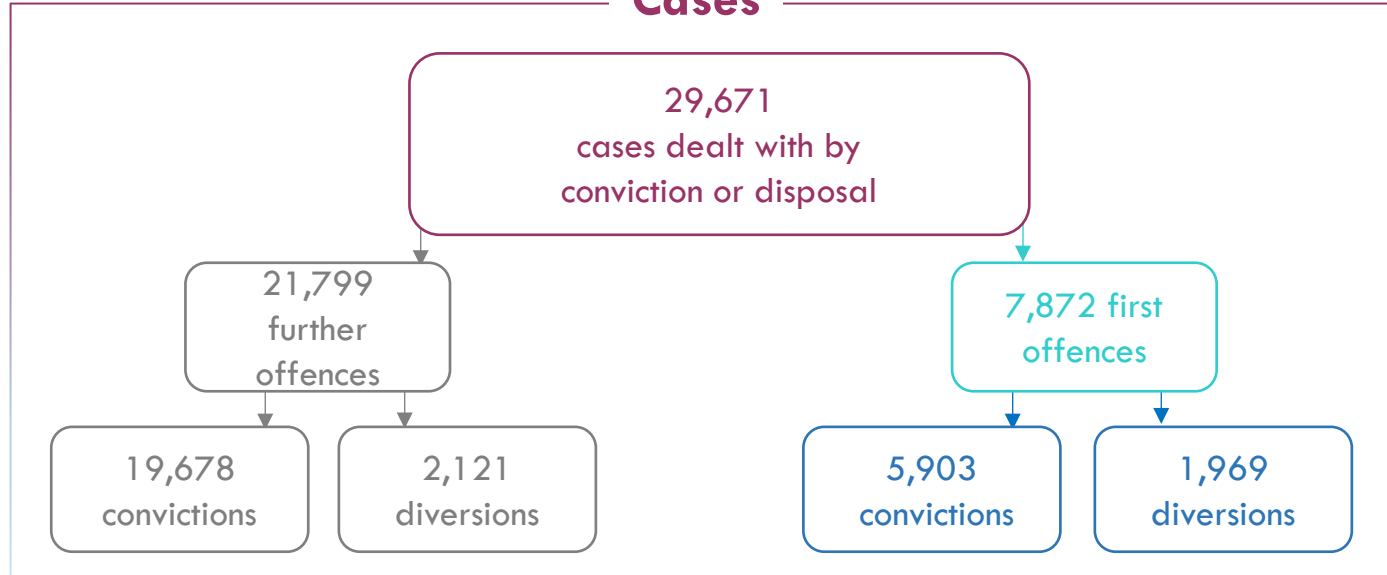 Cases
29,671
cases dealt with by
conviction or disposal
21,799
further
offences
7,872 first
offences
19,678
convictions
2,121
diversions
5,903
convictions
1,969
diversions